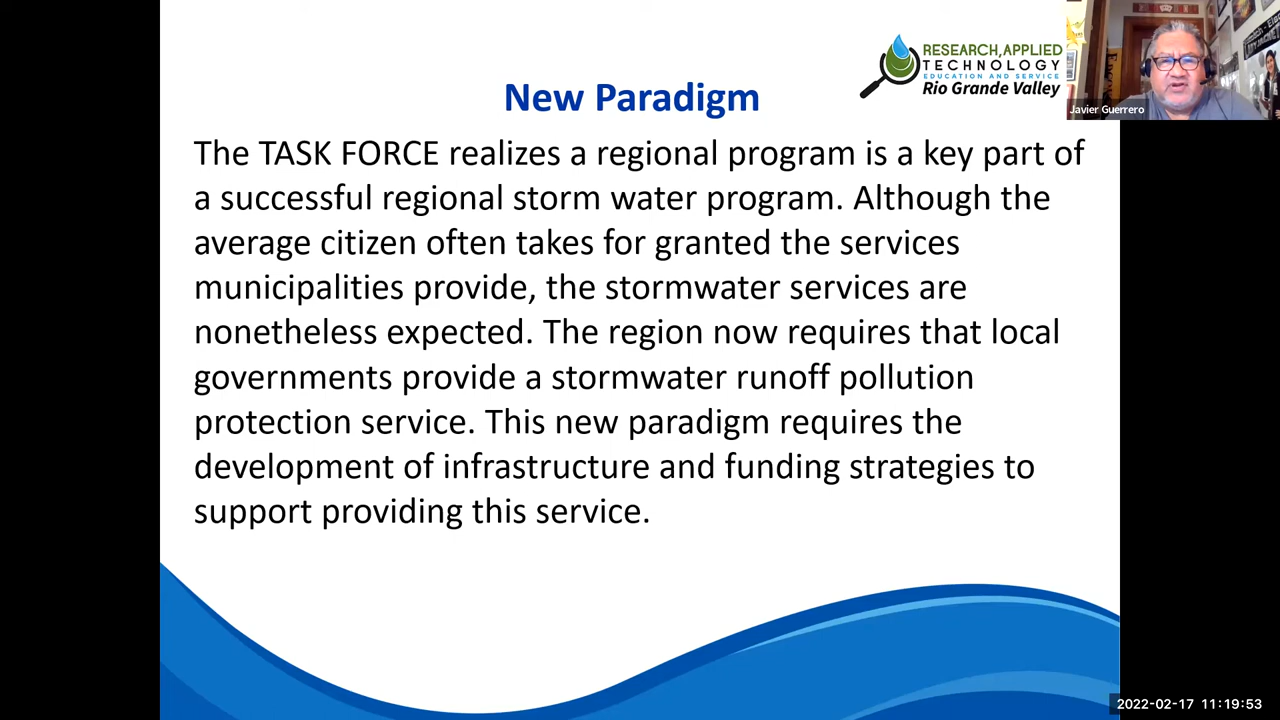 RESEARCH, APPLIED
TECHNOLOGY
EDUCATION AND SERVICE
Rio Grande Valley
Javier Guerrero
New Paradigm
The TASK FORCE realizes a regional program is a key part of
a successful regional storm water program. Although the
average citizen often takes for granted the services
municipalities provide, the stormwater services are
nonetheless expected. The region now requires that local
governments provide a stormwater runoff pollution
protection service. This new paradigm requires the
development of infrastructure and funding strategies to
support providing this service.
2022-02-17 11:19:53